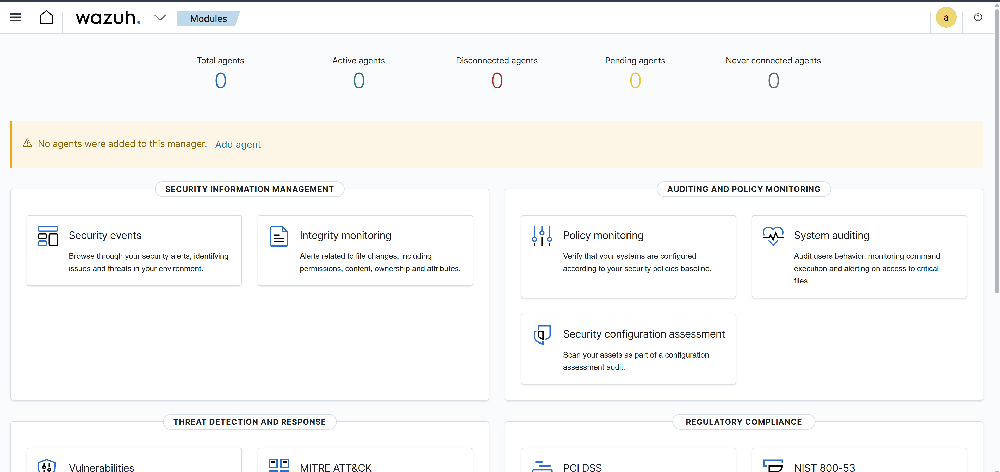 wazuh.
Modules
a
Total agents
0
Active agents
0
Disconnected agents
0
Pending agents
0
Never connected agents
0
No agents were added to this manager. Add agent
SECURITY INFORMATION MANAGEMENT
Security events
Browse through your security alerts, identifying
issues and threats in your environment.
Integrity monitoring
Alerts related to file changes, including
permissions, content, ownership and attributes.
AUDITING AND POLICY MONITORING
Policy monitoring
Verify that your systems are configured
according to your security policies baseline.
System auditing
Audit users behavior, monitoring command
execution and alerting on access to critical
files.
Security configuration assessment
Scan your assets as part of a configuration
assessment audit.
THREAT DETECTION AND RESPONSE
Vulnerabilities
MITRE ATT&CK
REGULATORY COMPLIANCE
PCI DSS
NIST 800-53